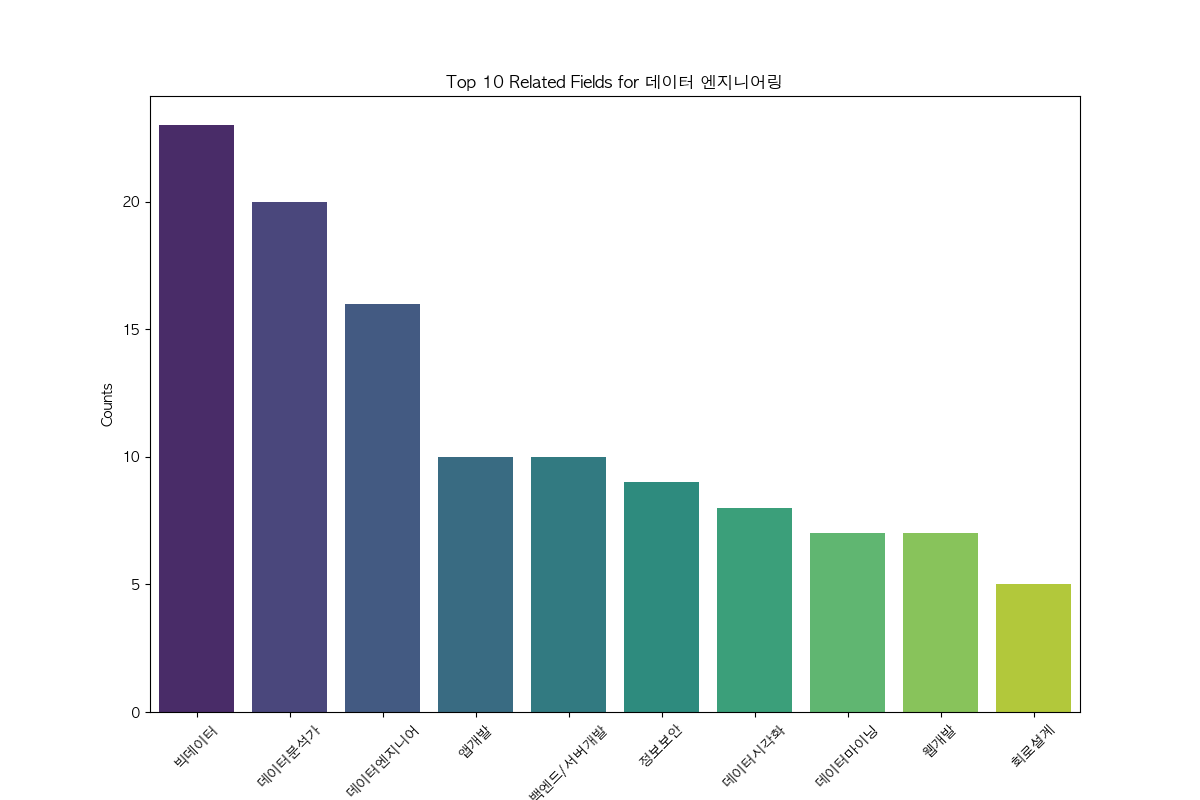 Top 10 Related Fields for 데이터 엔지니어링
Counts
20
15
10
5
0
빅데이터
데이터분석가
데이터엔지니어
앱개발
백엔드/서버개발
정보보안
데이터시각화
데이터마이닝
웹개발
회로설계